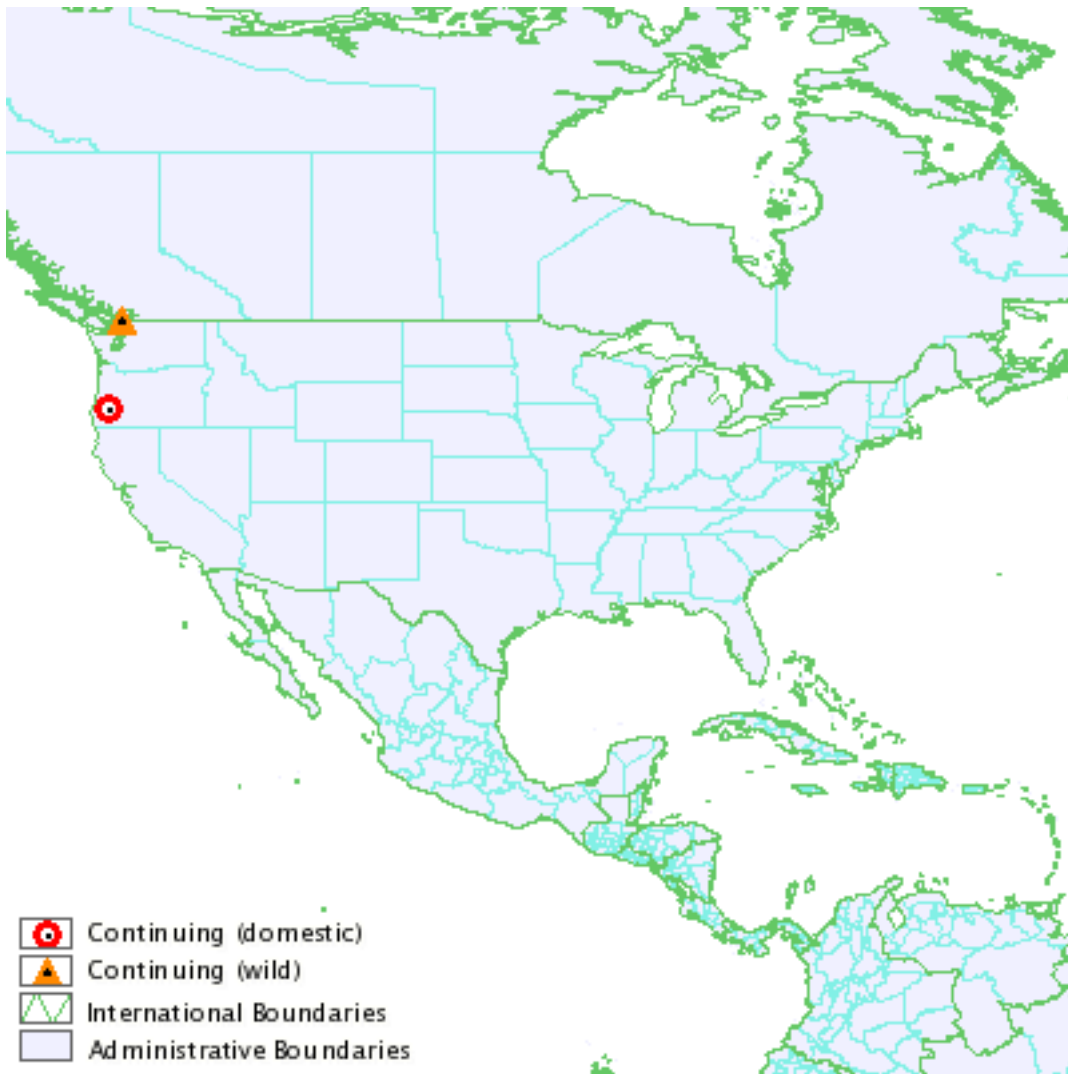 Continuing (domestic)
Continuing (wild)
International Boundaries
Administrative Boundaries